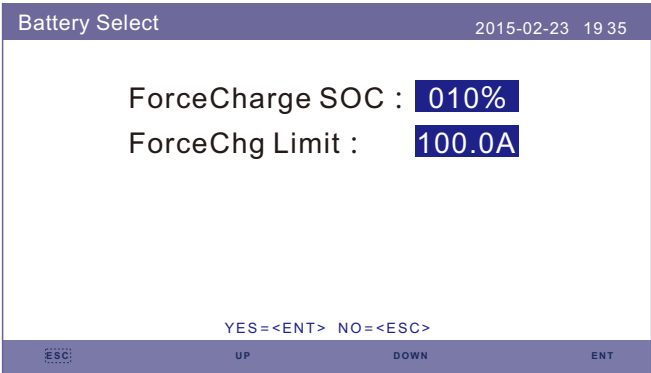 Battery Select 2015-02-23 19 35
ForceCharge SOC : 010%
ForceChg Limit : 100.0A
YES=<ENT> NO=<ESC>
ESC UP DOWN ENT